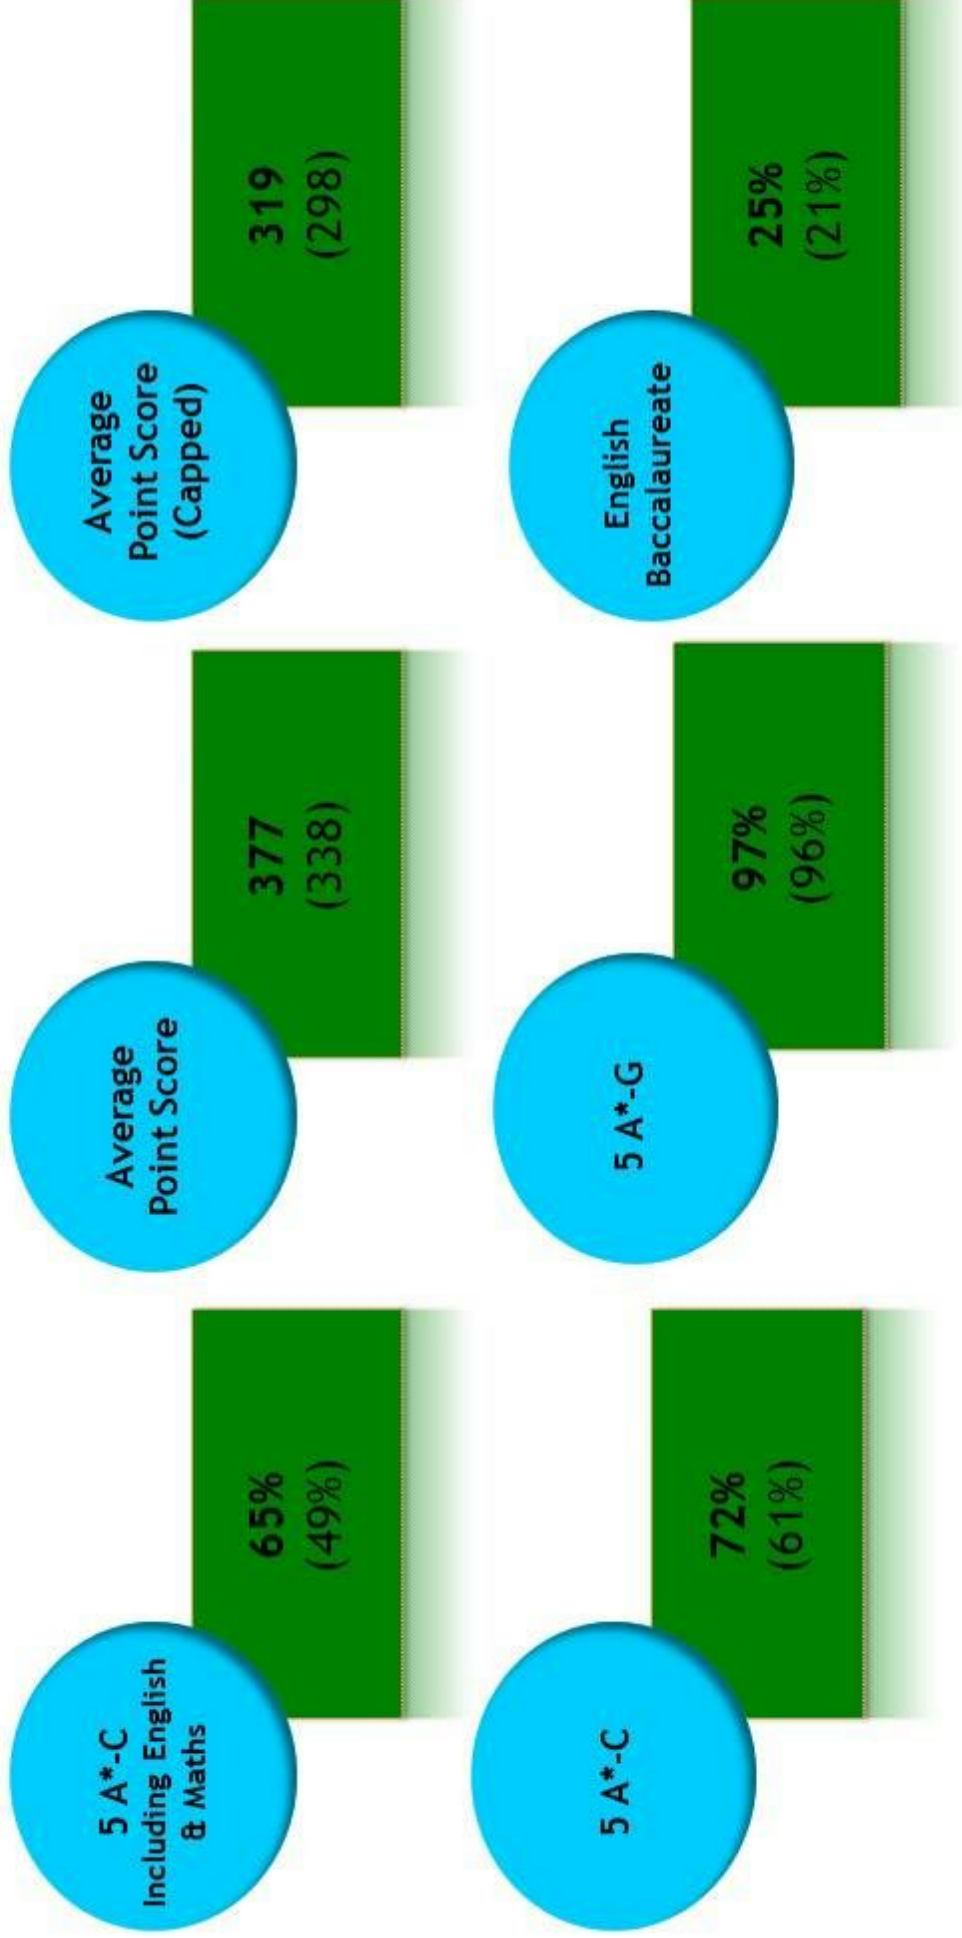 5 A*-C
Including English
& Maths
65%
(49%)
Average
Point Score
377
(338)
Average
Point Score
(Capped)
319
(298)
5 A*-C
72%
(61%)
5 A*-G
97%
(96%)
English
Baccalaureate
25%
(21%)